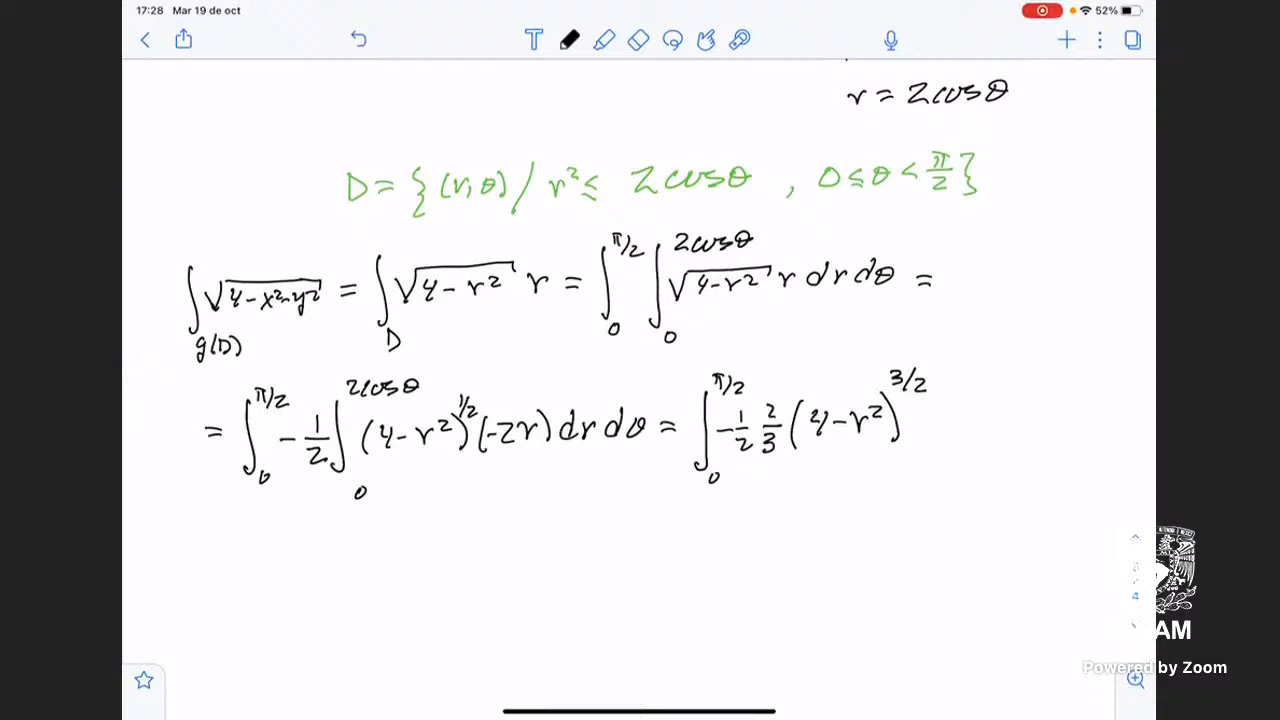 17:28 Mar 19 de oct 52%
r = 2cosθ
D = {(r,θ) / r² ≤ 2cosθ , 0 ≤ θ < π/2}
∫_{g(D)} √(4-x²-y²) = ∫_D √(4-r²) r = ∫_0^{π/2} ∫_0^{2cosθ} √(4-r²) r dr dθ =
= ∫_0^{π/2} -1/2 ∫_0^{2cosθ} (4-r²)^{1/2} (-2r) dr dθ = ∫_0^{π/2} -1/2 2/3 (4-r²)^{3/2}
Powered by Zoom